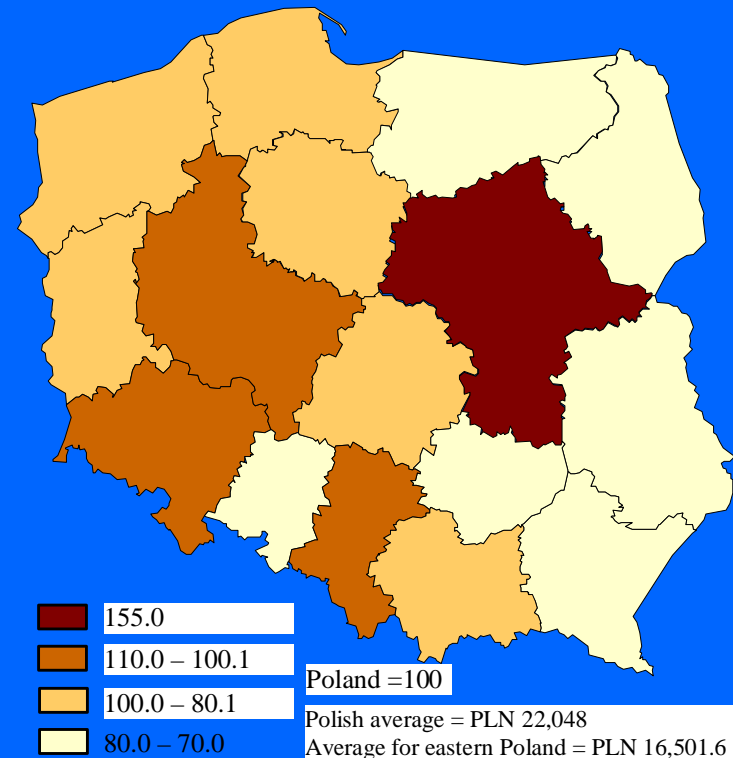 155.0
110.0 – 100.1
100.0 – 80.1
80.0 – 70.0
Poland =100
Polish average = PLN 22,048
Average for eastern Poland = PLN 16,501.6